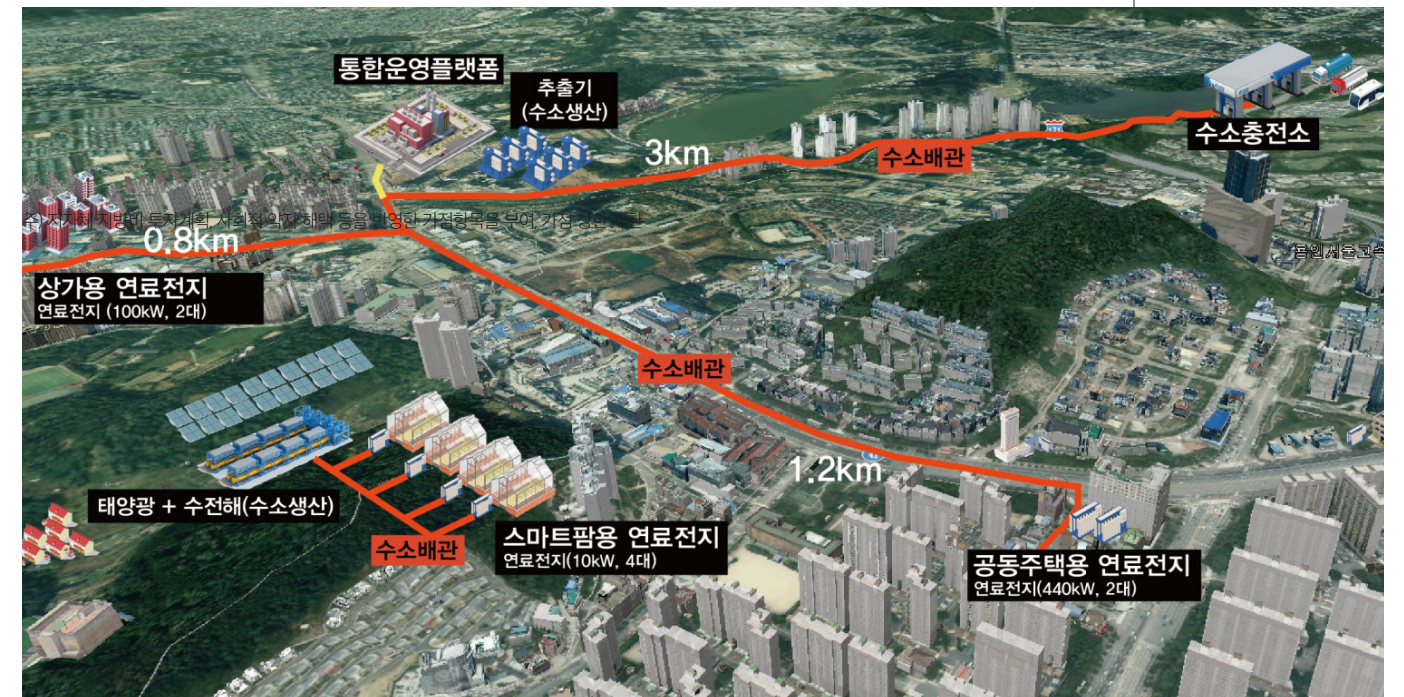 통합운영플랫폼
추출기
(수소생산)
3km
수소배관
수소충전소
0.8km
상가용 연료전지
연료전지 (100kW, 2대)
수소배관
1.2km
태양광 + 수전해(수소생산)
수소배관
스마트팜용 연료전지
연료전지(10kW, 4대)
공동주택용 연료전지
연료전지(440kW, 2대)